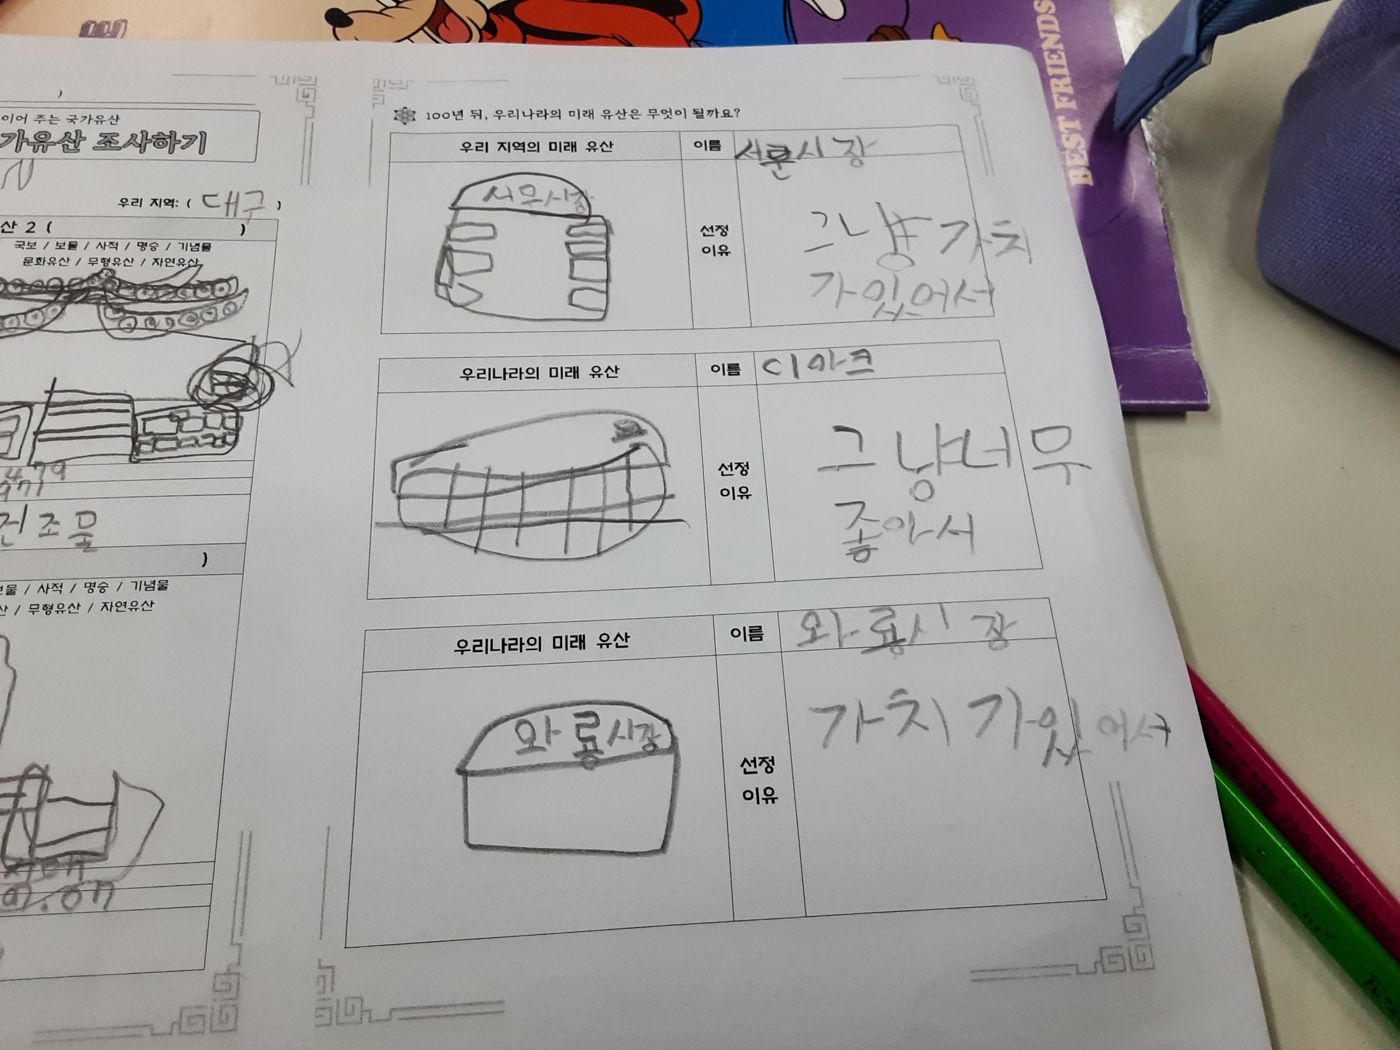 BEST FRIENDS
이어 주는 국가유산
가유산 조사하기
우리 지역: ( 대구 )
산 2 ( )
국보 / 보물 / 사적 / 명승 / 기념물
문화유산 / 무형유산 / 자연유산
건조물
)
보물 / 사적 / 명승 / 기념물
산 / 무형유산 / 자연유산
100년 뒤, 우리나라의 미래 유산은 무엇이 될까요?
우리 지역의 미래 유산 이름 서문시장
서무시장
선정 이유
그냥 가치
가있어서
우리나라의 미래 유산 이름 디아크
선정 이유
그냥너무
좋아서
우리나라의 미래 유산 이름 와룡시장
와룡시장
선정 이유
가치 가있어서